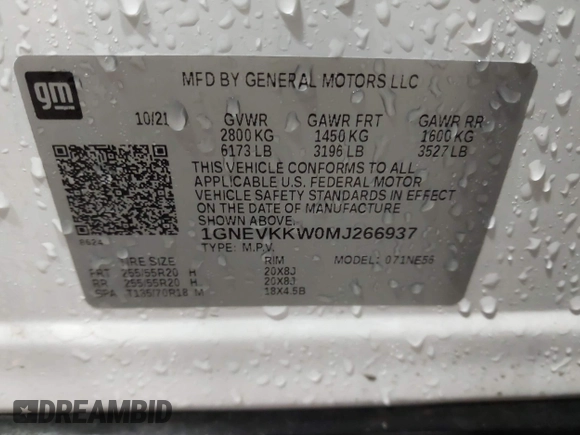 gm
MFD BY GENERAL MOTORS LLC
10/21 GVWR GAWR FRT GAWR RR
2800 KG 1450 KG 1600 KG
6173 LB 3196 LB 3527 LB
THIS VEHICLE CONFORMS TO ALL
APPLICABLE U.S. FEDERAL MOTOR
VEHICLE SAFETY STANDARDS IN EFFECT
ON THE DATE OF MANUFACTURE
SHOWN ABOVE.
1GNEVKKW0MJ266937
TYPE: M.P.V. MODEL: 071NE56
TIRE SIZE RIM
FRT 255/55R20 H 20X8J
RR 255/55R20 H 20X8J
SPA T135/70R18 M 18X4.5B
DREAMBID